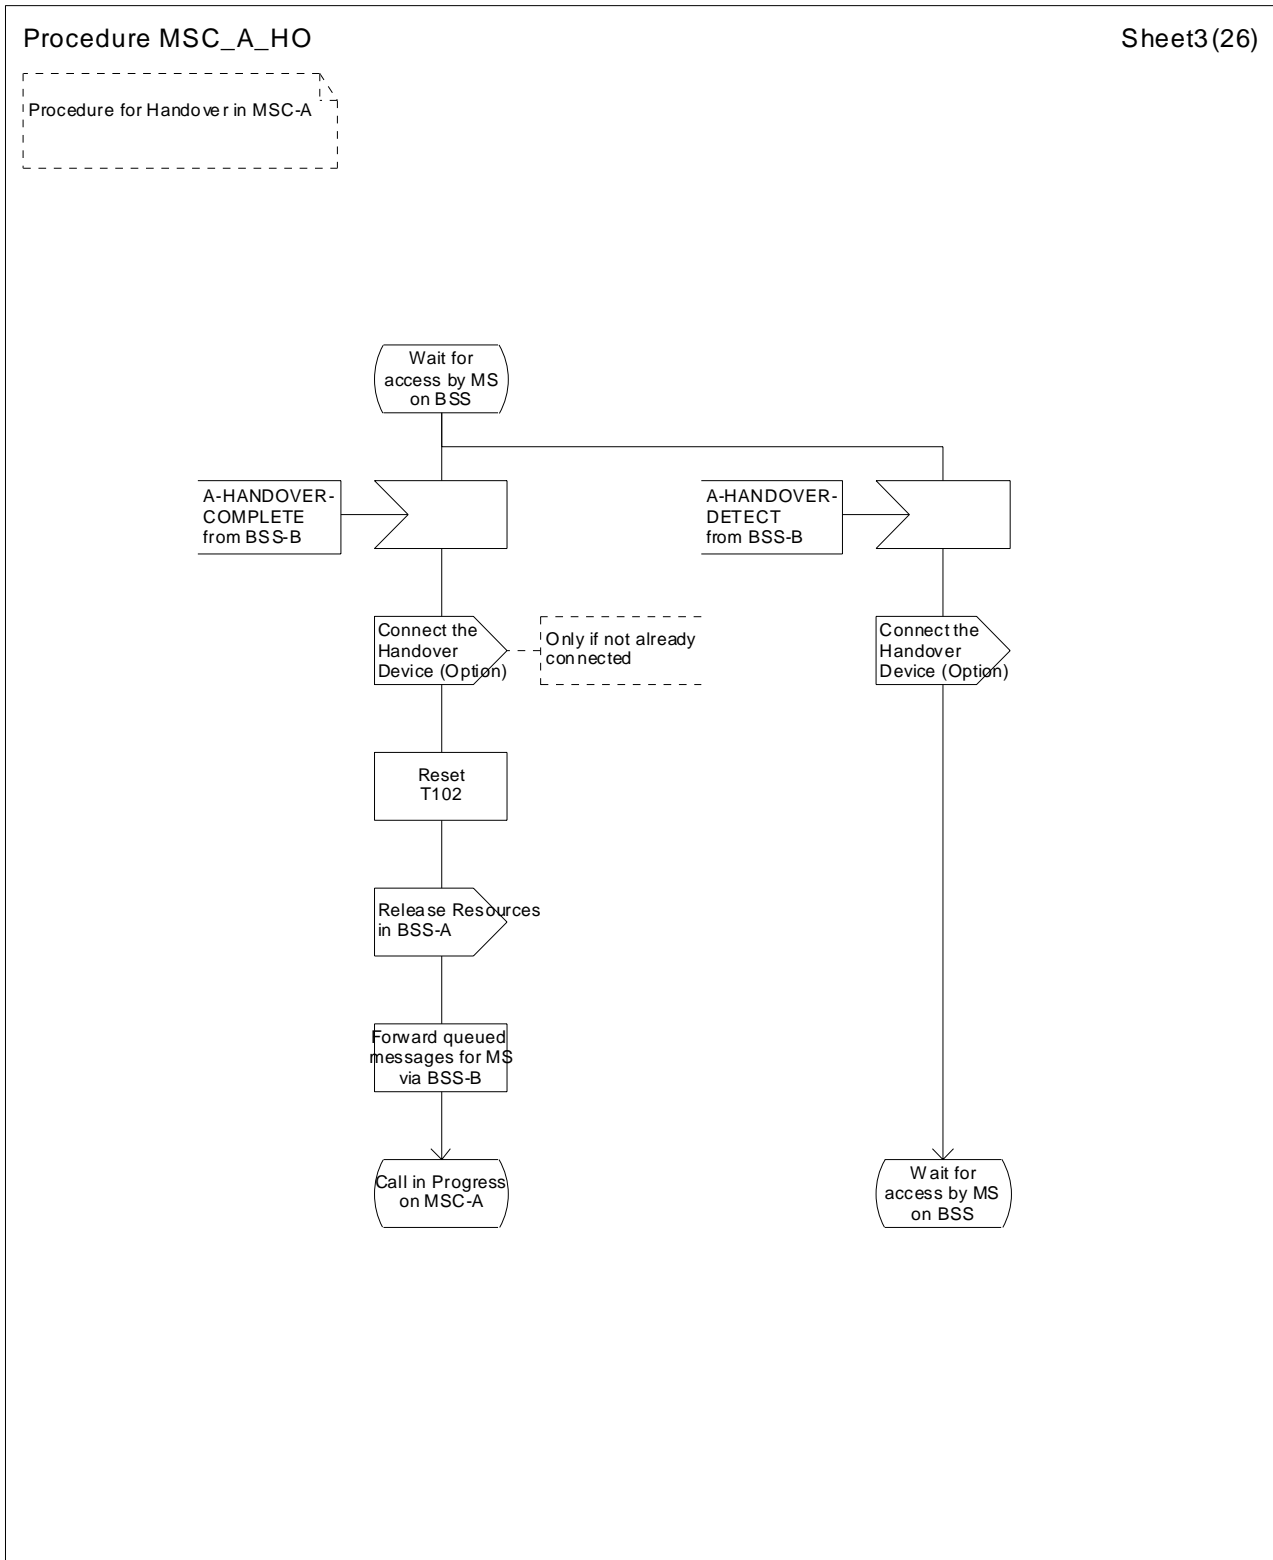 Procedure MSC_A_HO
Sheet3(26)
Procedure for Handover in MSC-A
Wait for
access by MS
on BSS
A-HANDOVER-
COMPLETE
from BSS-B
A-HANDOVER-
DETECT
from BSS-B
Connect the
Handover
Device (Option)
Only if not already
connected
Connect the
Handover
Device (Option)
Reset
T102
Release Resources
in BSS-A
Forward queued
messages for MS
via BSS-B
Call in Progress
on MSC-A
Wait for
access by MS
on BSS